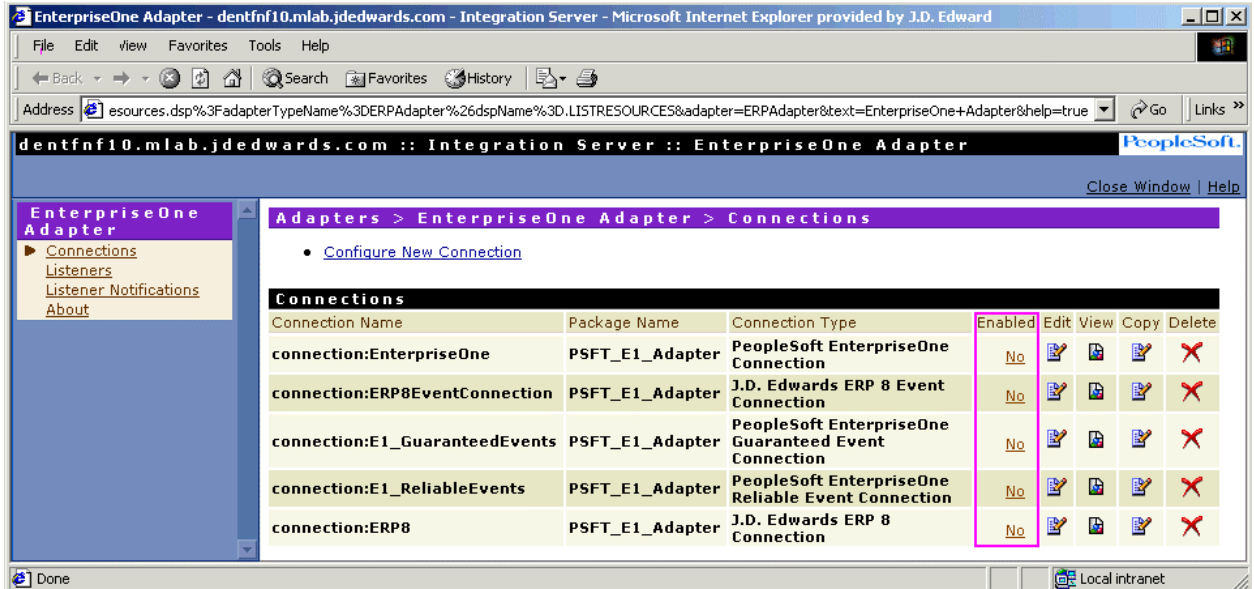 EnterpriseOne Adapter - dentfnf10.mlab.jdedwards.com - Integration Server - Microsoft Internet Explorer provided by J.D. Edward
File Edit View Favorites Tools Help
Back Search Favorites History
Address esources.dsp%3FadapterTypeName%3DERPAdapter%26dspName%3D.LISTRESOURCES&adapter=ERPAdapter&text=EnterpriseOne+Adapter&help=true Go Links »
dentfnf10.mlab.jdedwards.com :: Integration Server :: EnterpriseOne Adapter PeopleSoft.
Close Window | Help
EnterpriseOne Adapter
Connections
Listeners
Listener Notifications
About
Adapters > EnterpriseOne Adapter > Connections
• Configure New Connection
Connections
Connection Name Package Name Connection Type Enabled Edit View Copy Delete
connection:EnterpriseOne PSFT_E1_Adapter PeopleSoft EnterpriseOne Connection No
connection:ERP8EventConnection PSFT_E1_Adapter J.D. Edwards ERP 8 Event Connection No
connection:E1_GuaranteedEvents PSFT_E1_Adapter PeopleSoft EnterpriseOne Guaranteed Event Connection No
connection:E1_ReliableEvents PSFT_E1_Adapter PeopleSoft EnterpriseOne Reliable Event Connection No
connection:ERP8 PSFT_E1_Adapter J.D. Edwards ERP 8 Connection No
Done Local intranet